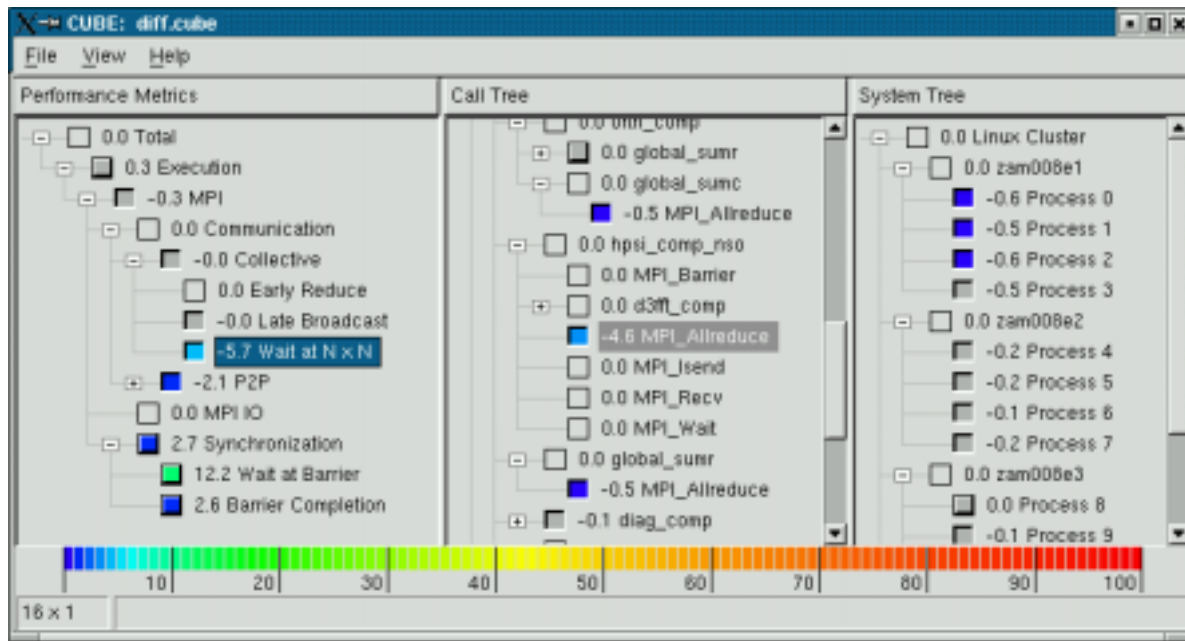 CUBE: diff.cube
File View Help
Performance Metrics
0.0 Total
0.3 Execution
-0.3 MPI
0.0 Communication
-0.0 Collective
0.0 Early Reduce
-0.0 Late Broadcast
-5.7 Wait at N x N
-2.1 P2P
0.0 MPI IO
2.7 Synchronization
12.2 Wait at Barrier
2.6 Barrier Completion
Call Tree
0.0 orth_comp
0.0 global_sumr
0.0 global_sumc
-0.5 MPI_Allreduce
0.0 hpsi_comp_nso
0.0 MPI_Barrier
0.0 d3fft_comp
-4.6 MPI_Allreduce
0.0 MPI_Isend
0.0 MPI_Recv
0.0 MPI_Wait
0.0 global_sumr
-0.5 MPI_Allreduce
-0.1 diag_comp
System Tree
0.0 Linux Cluster
0.0 zam008e1
-0.6 Process 0
-0.5 Process 1
-0.6 Process 2
-0.5 Process 3
0.0 zam008e2
-0.2 Process 4
-0.2 Process 5
-0.1 Process 6
-0.2 Process 7
0.0 zam008e3
0.0 Process 8
-0.1 Process 9
10 20 30 40 50 60 70 80 90 100
16 x 1